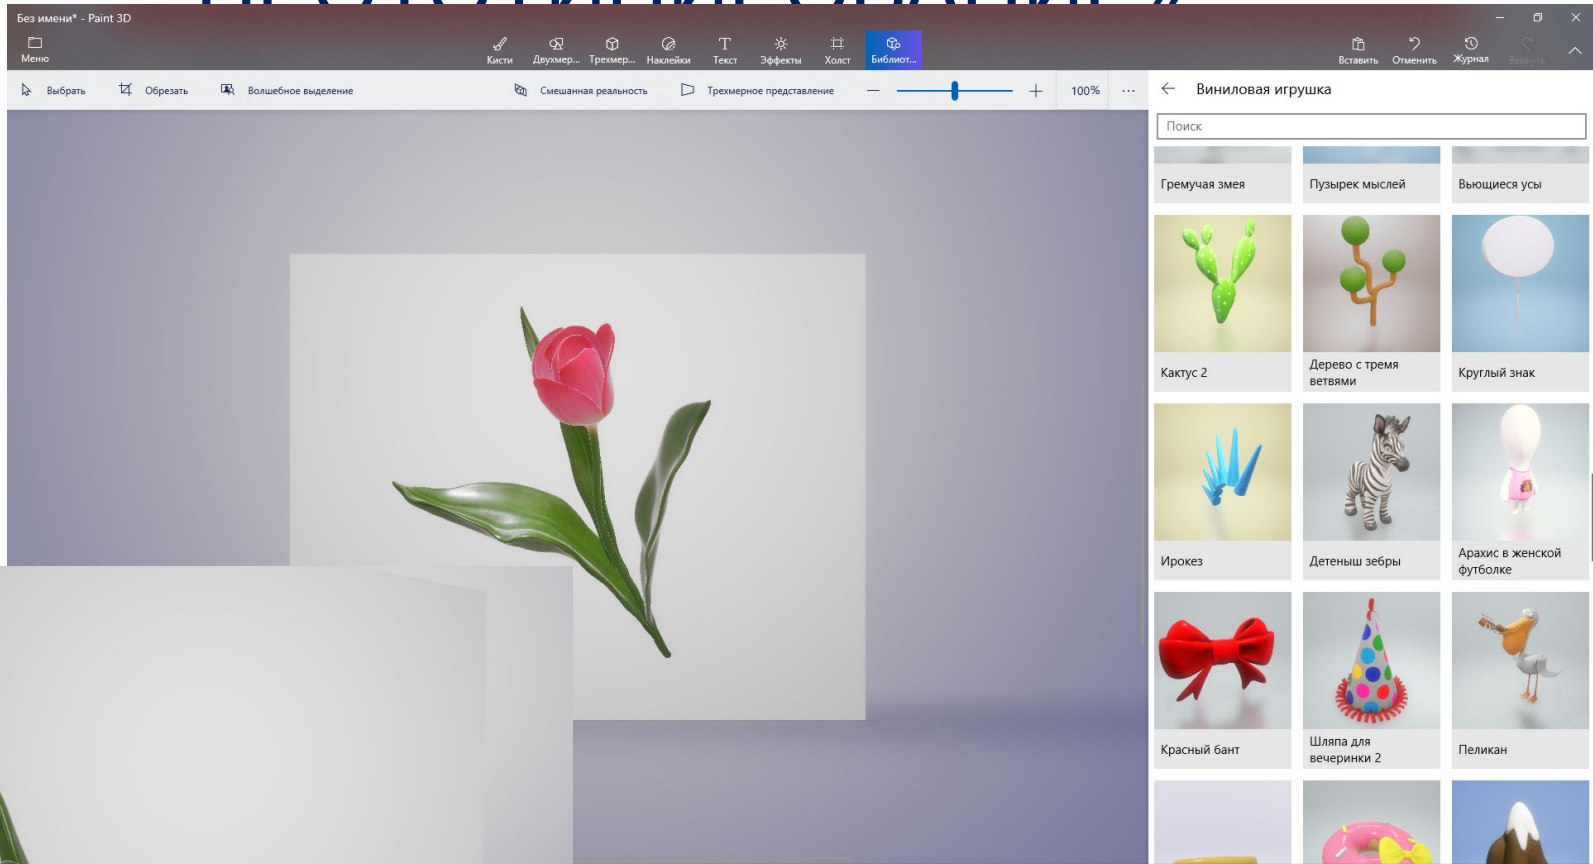 Без имени* - Paint 3D
Меню
Кисти
Двухмер...
Трехмер...
Наклейки
Текст
Эффекты
Холст
Библиот...
Вставить
Отменить
Журнал
Вернуть
Выбрать
Обрезать
Волшебное выделение
Смешанная реальность
Трехмерное представление
100%
Виниловая игрушка
Поиск
Гремучая змея
Пузырек мыслей
Вьющиеся усы
Кактус 2
Дерево с тремя
ветвями
Круглый знак
Ирокез
Детеныш зебры
Арахис в женской
футболке
Красный бант
Шляпа для
вечеринки 2
Пеликан